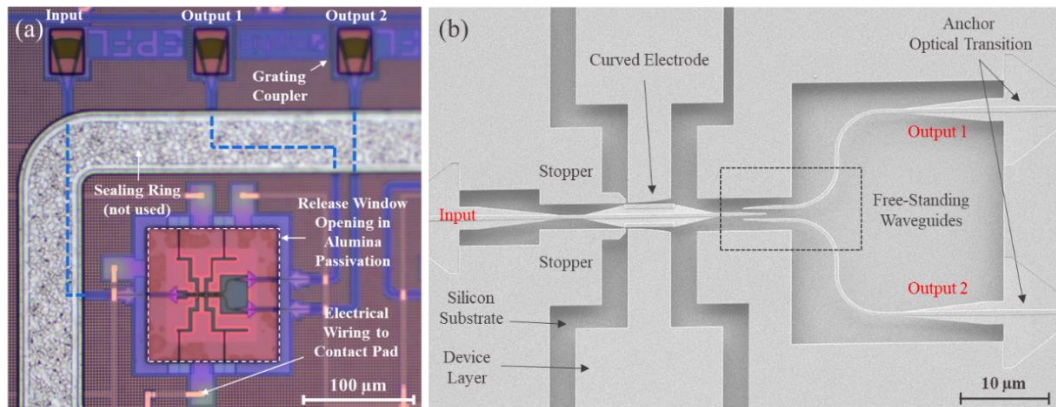 (a)
Input
Output 1
Output 2
EPFL
Grating
Coupler
Sealing Ring
(not used)
Release Window
Opening in
Alumina
Passivation
Electrical
Wiring to
Contact Pad
100 µm
(b)
Curved Electrode
Anchor
Optical Transition
Stopper
Output 1
Input
Free-Standing
Waveguides
Stopper
Silicon
Substrate
Output 2
Device
Layer
10 µm